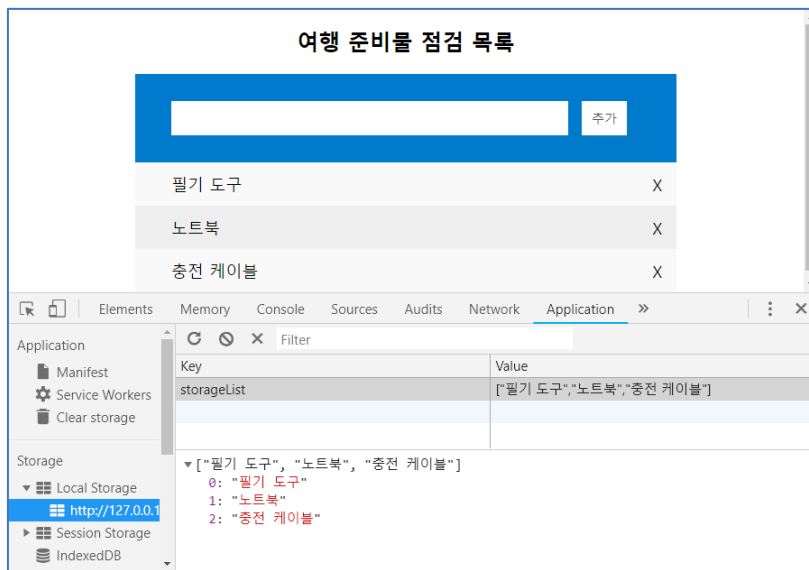 여행 준비물 점검 목록
추가
필기 도구 X
노트북 X
충전 케이블 X
Elements Memory Console Sources Audits Network Application »
Application
Manifest
Service Workers
Clear storage
Storage
Local Storage
http://127.0.0.1
Session Storage
IndexedDB
Filter
Key Value
storageList ["필기 도구","노트북","충전 케이블"]
["필기 도구", "노트북", "충전 케이블"]
0: "필기 도구"
1: "노트북"
2: "충전 케이블"